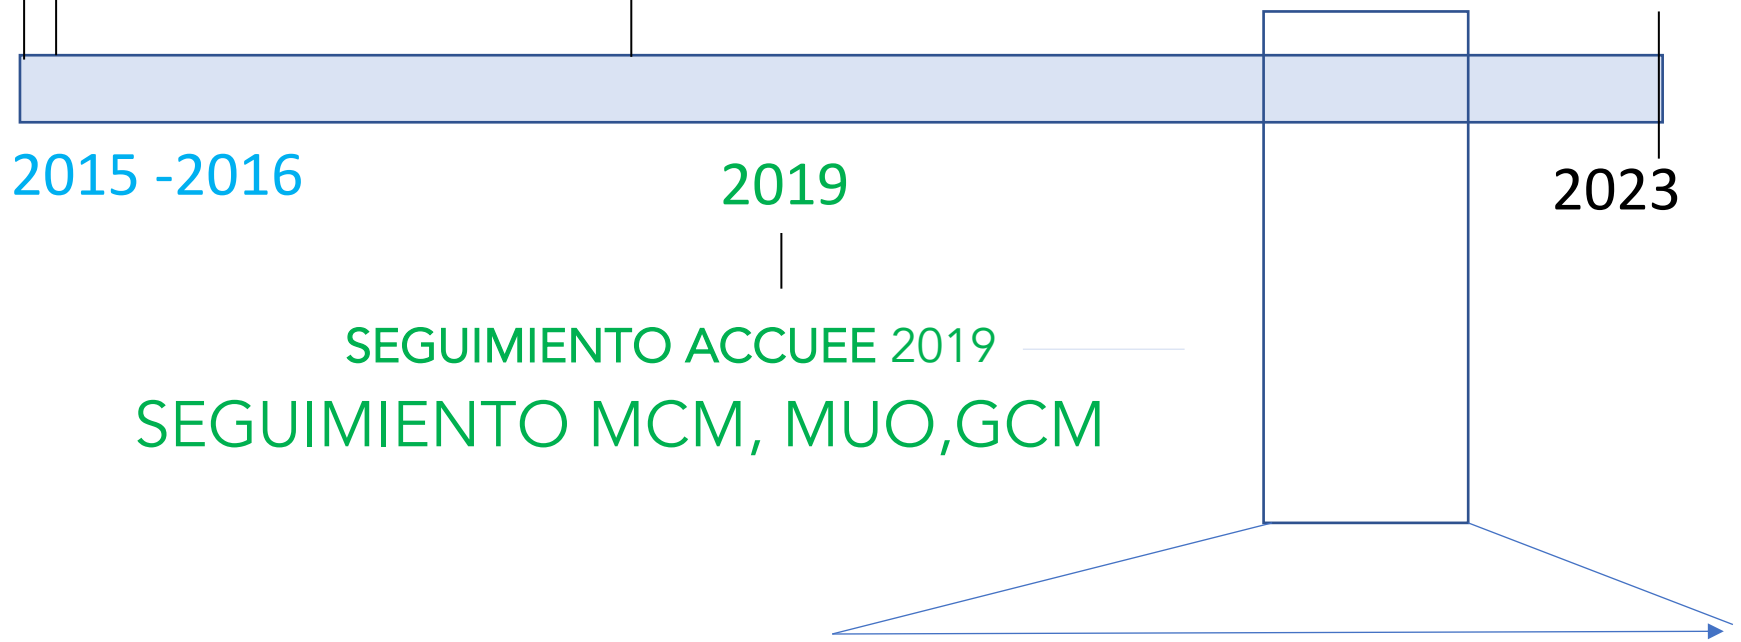 2015 -2016
2019
2023
SEGUIMIENTO ACCUEE 2019
SEGUIMIENTO MCM, MUO,GCM